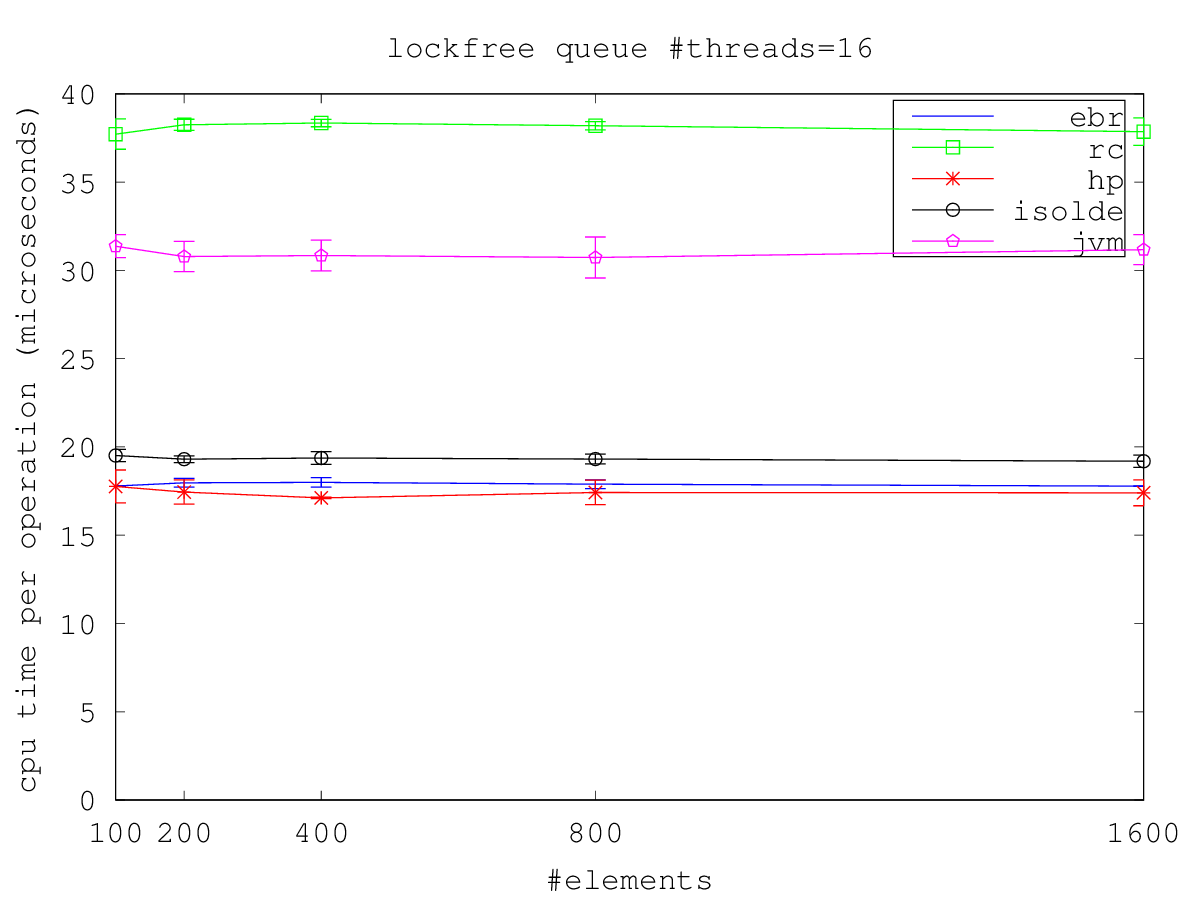 lockfree queue #threads=16
40
35
30
25
20
15
10
5
0
cpu time per operation (microseconds)
ebr
rc
hp
isolde
jvm
100 200 400 800 1600
#elements